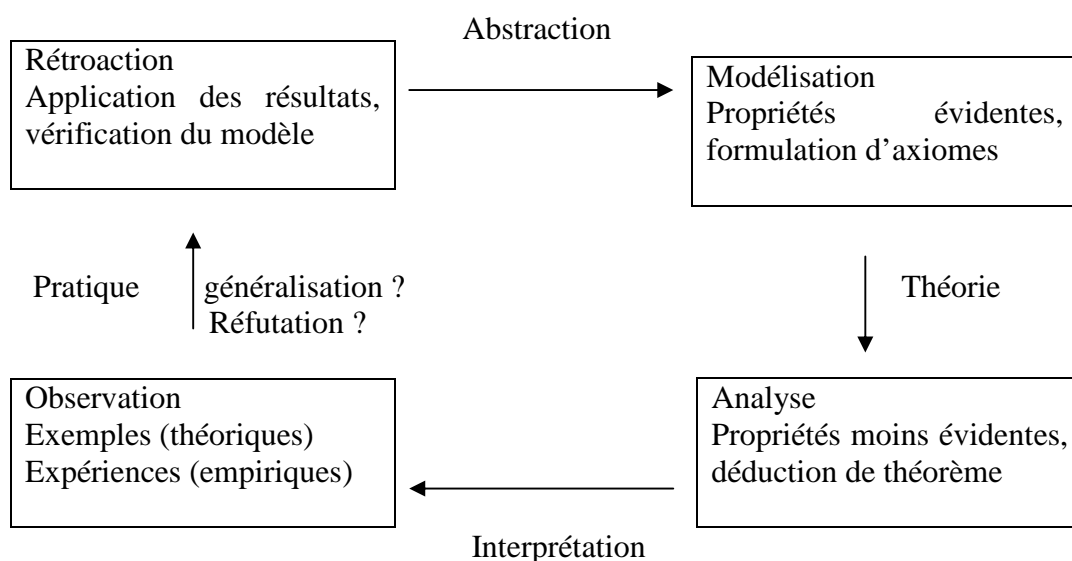 Abstraction
Rétroaction
Application des résultats,
vérification du modèle
Modélisation
Propriétés évidentes,
formulation d’axiomes
Pratique
généralisation ?
Réfutation ?
Théorie
Observation
Exemples (théoriques)
Expériences (empiriques)
Analyse
Propriétés moins évidentes,
déduction de théorème
Interprétation